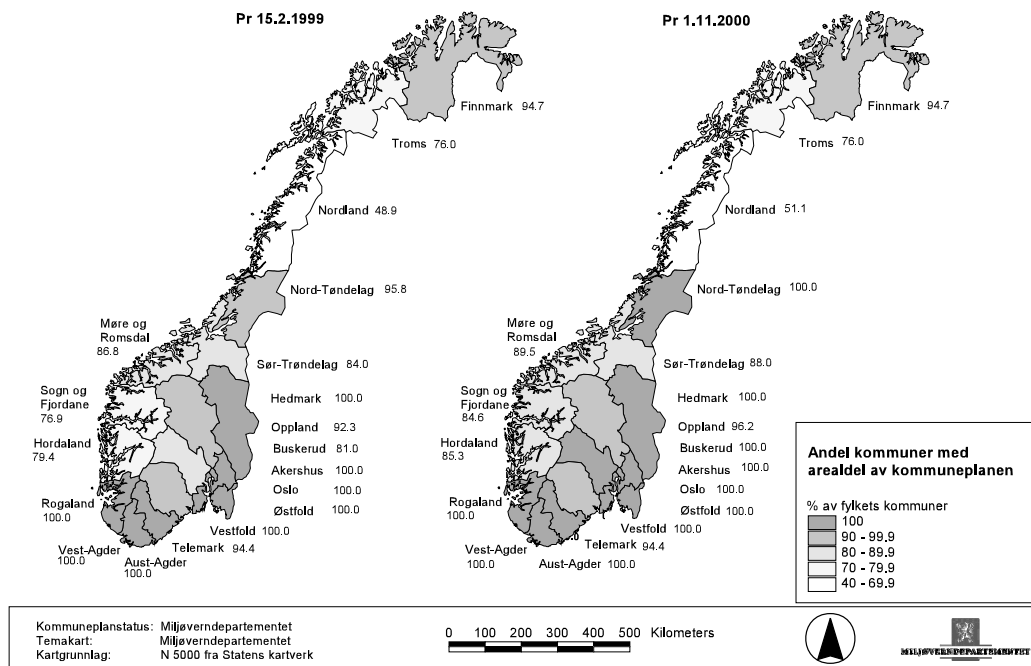 Pr 15.2.1999
Finnmark 94.7
Troms 76.0
Nordland 48.9
Nord-Tøndelag 95.8
Møre og
Romsdal
86.8
Sør-Trøndelag 84.0
Sogn og
Fjordane
76.9
Hedmark 100.0
Oppland 92.3
Hordaland
79.4
Buskerud 81.0
Akershus 100.0
Oslo 100.0
Rogaland
100.0
Østfold 100.0
Vestfold 100.0
Telemark 94.4
Vest-Agder
100.0
Aust-Agder
100.0
Pr 1.11.2000
Finnmark 94.7
Troms 76.0
Nordland 51.1
Nord-Tøndelag 100.0
Møre og
Romsdal
89.5
Sør-Trøndelag 88.0
Sogn og
Fjordane
84.6
Hedmark 100.0
Oppland 96.2
Hordaland
85.3
Buskerud 100.0
Akershus 100.0
Oslo 100.0
Rogaland
100.0
Østfold 100.0
Vestfold 100.0
Telemark 94.4
Vest-Agder
100.0
Aust-Agder 100.0
Andel kommuner med
arealdel av kommuneplanen
% av fylkets kommuner
100
90 - 99.9
80 - 89.9
70 - 79.9
40 - 69.9
Kommuneplanstatus: Miljøverndepartementet
Temakart: Miljøverndepartementet
Kartgrunnlag: N 5000 fra Statens kartverk
0 100 200 300 400 500 Kilometers
MILJØVERNDEPARTEMENTET